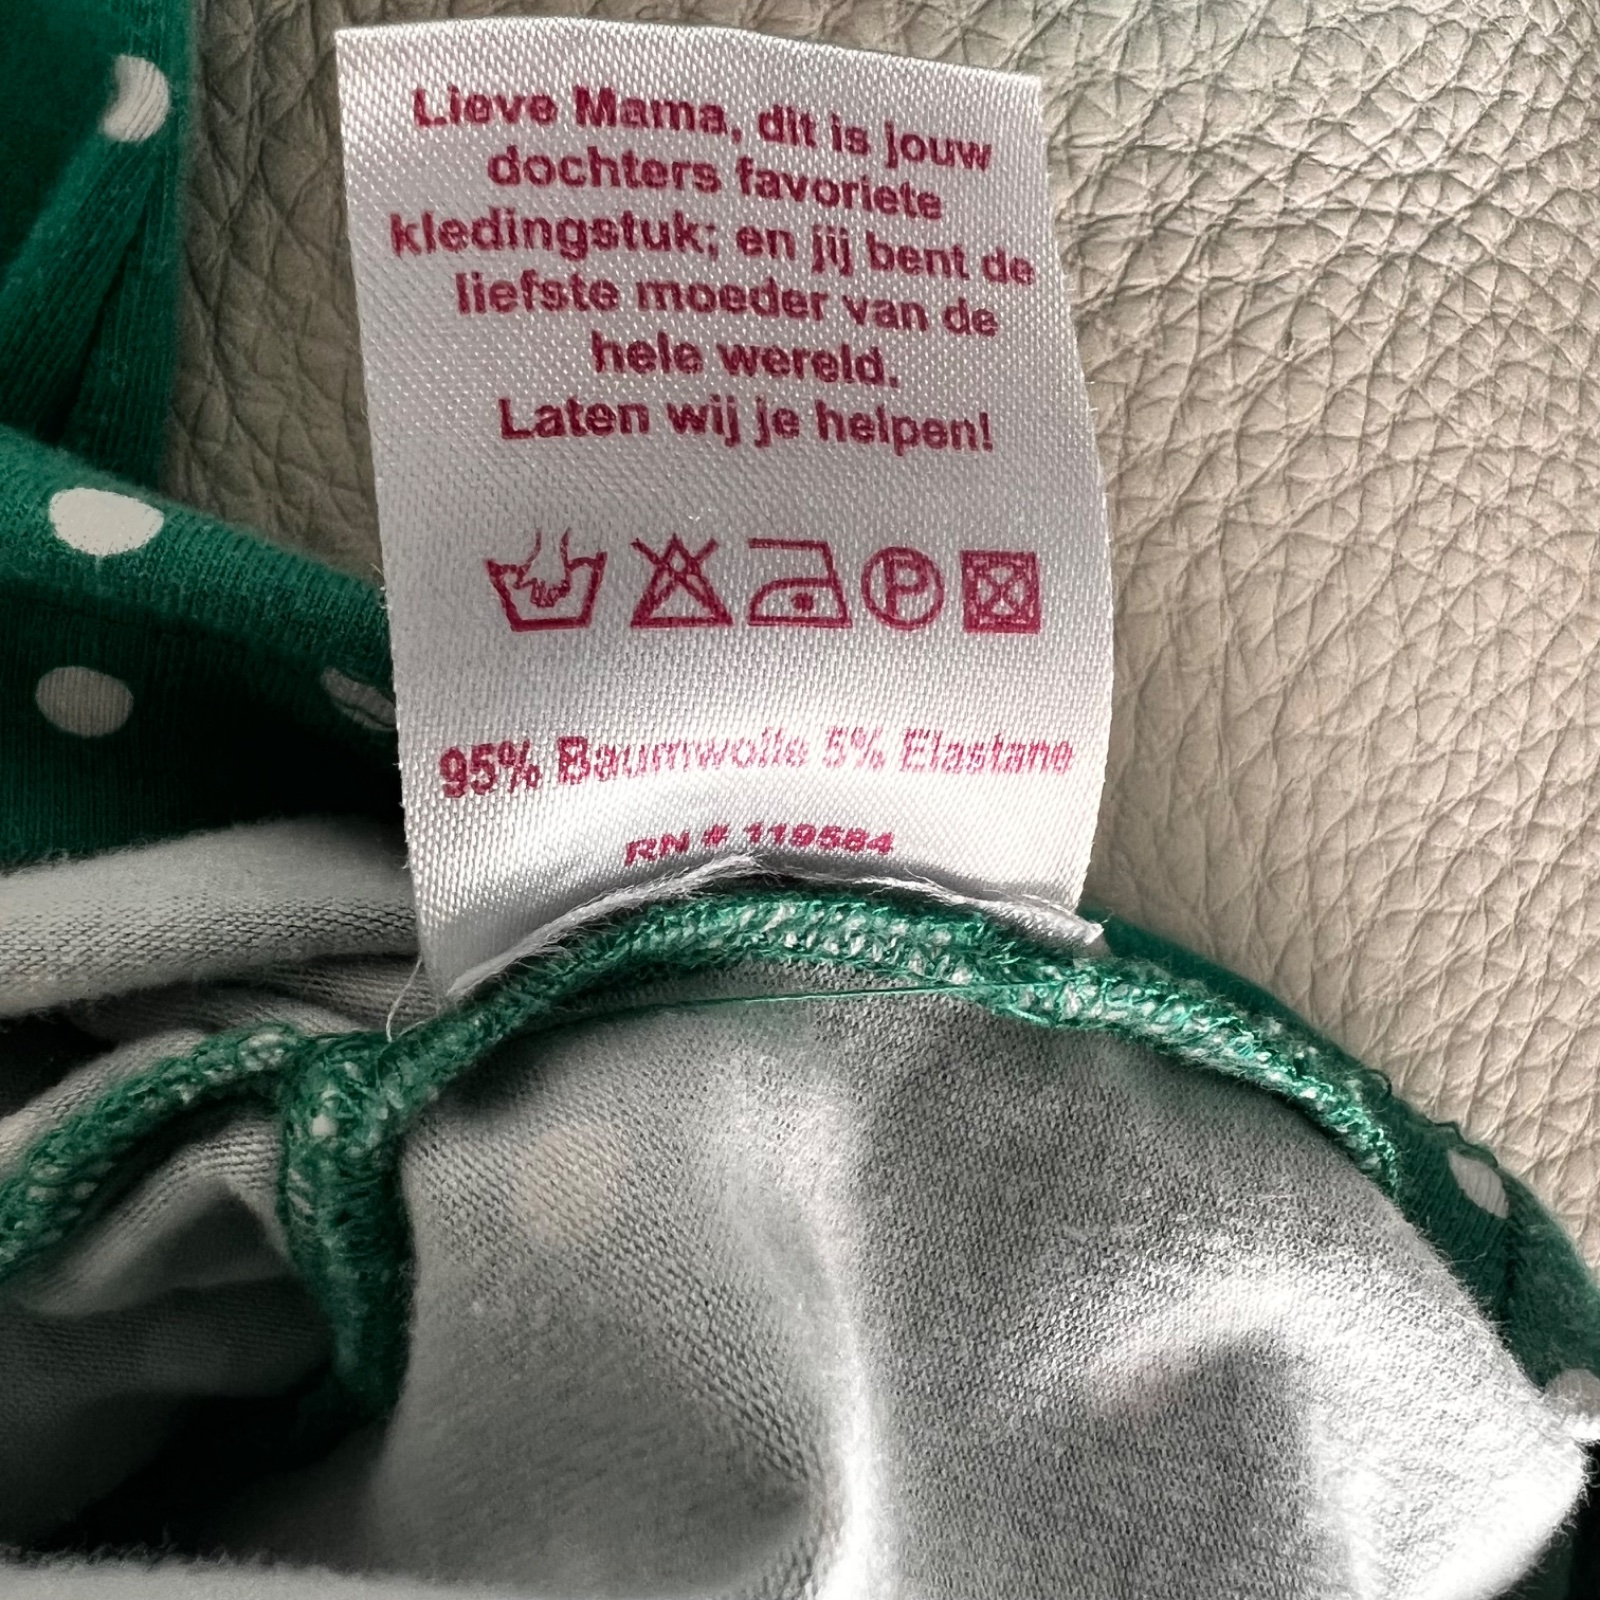 Lieve Mama, dit is jouw
dochters favoriete
kledingstuk; en jij bent de
liefste moeder van de
hele wereld.
Laten wij je helpen!
P
95% Baumwolle 5% Elastane
RN # 119584